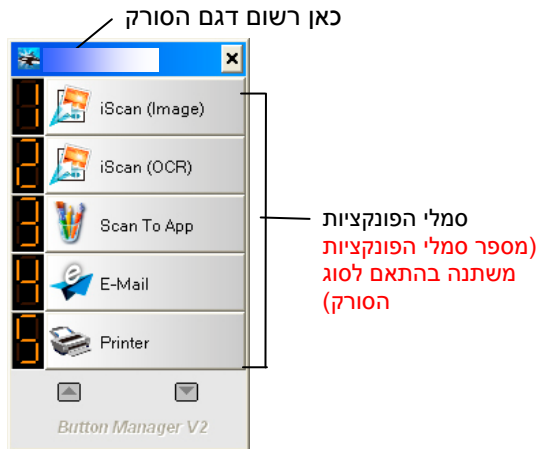 כאן רשום דגם הסורק
1 iScan (Image)
2 iScan (OCR)
3 Scan To App
4 E-Mail
5 Printer
Button Manager V2
סמלי הפונקציות
(מספר סמלי הפונקציות
משתנה בהתאם לסוג
הסורק)